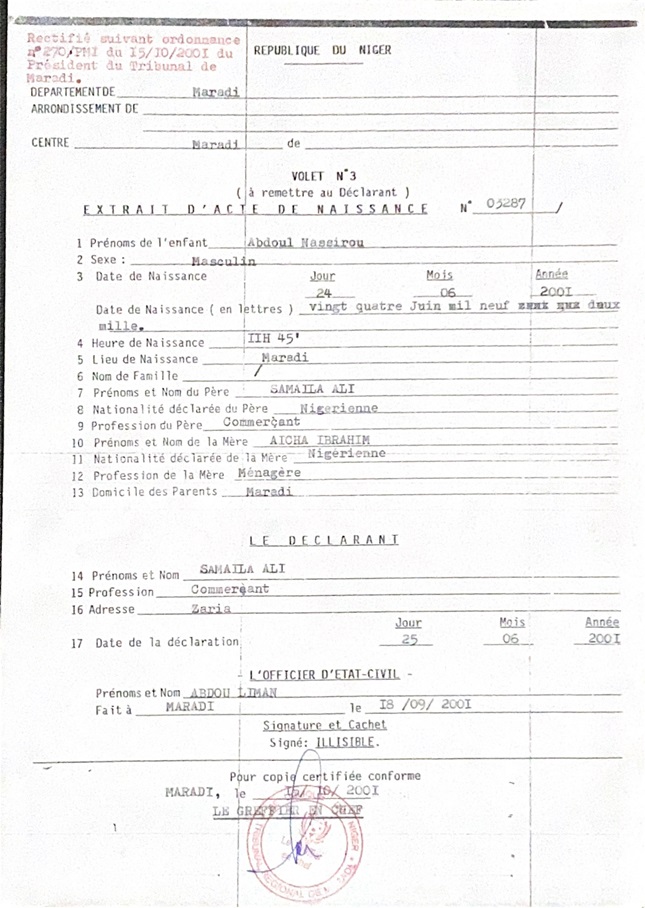 Rectifié suivant ordonnance
n°270/PMI du I5/IO/200I du
Président du Tribunal de
Maradi.
REPUBLIQUE DU NIGER
DEPARTEMENT DE Maradi
ARRONDISSEMENT DE
CENTRE Maradi de
VOLET N°3
( à remettre au Déclarant )
EXTRAIT D'ACTE DE NAISSANCE N° 03287 /
1 Prénoms de l'enfant Abdoul Nassirou
2 Sexe : Masculin
3 Date de Naissance Jour Mois Année
24 06 200I
Date de Naissance ( en lettres ) vingt quatre Juin mil neuf deux
mille.
4 Heure de Naissance IIH 45'
5 Lieu de Naissance Maradi
6 Nom de Famille /
7 Prénoms et Nom du Père SAMAILA ALI
8 Nationalité déclarée du Père Nigerienne
9 Profession du Père Commerçant
10 Prénoms et Nom de la Mère AICHA IBRAHIM
11 Nationalité déclarée de la Mère Nigérienne
12 Profession de la Mère Ménagère
13 Domicile des Parents Maradi
LE DECLARANT
14 Prénoms et Nom SAMAILA ALI
15 Profession Commerçant
16 Adresse Zaria
Jour Mois Année
17 Date de la déclaration 25 06 200I
- L'OFFICIER D'ETAT-CIVIL -
Prénoms et Nom ABDOU LIMAN
Fait à MARADI le I8 /09/ 200I
Signature et Cachet
Signé: ILLISIBLE.
Pour copie certifiée conforme
MARADI, le I5/ IO/ 200I
LE GREFFIER EN CHEF
1